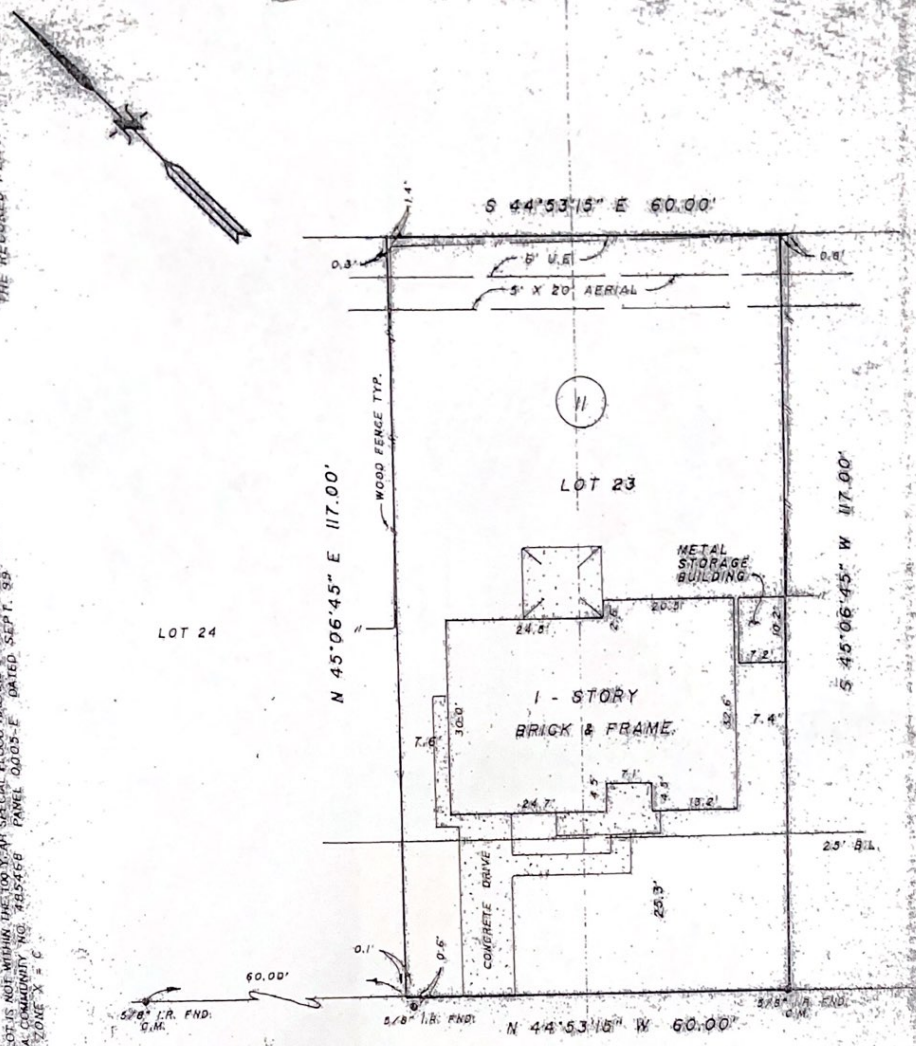 S 44°53'15" E 60.00'
1.4'
0.3'
0.8'
5' X 20' AERIAL
WOOD FENCE TYP.
11
LOT 23
N 45°06'45" E 117.00'
S 45°06'45" W 117.00'
METAL
STORAGE
BUILDING
LOT 24
24.8'
20.5'
10.2'
7.2'
1 - STORY
BRICK & FRAME
7.6'
30.0'
32.6'
7.4'
24.7'
4.5'
7.1'
4.5'
13.2'
25' B.L.
CONCRETE DRIVE
25.3'
0.1'
0.6'
60.00'
5/8" I.R. FND.
C.M.
5/8" I.R. FND.
5/8" I.R. FND.
C.M.
N 44°53'15" W 60.00'
THE RECORED
PANEL 0005-E DATED SEPT. 99
COMMUNITY NO. 485468
ZONE "X" = C